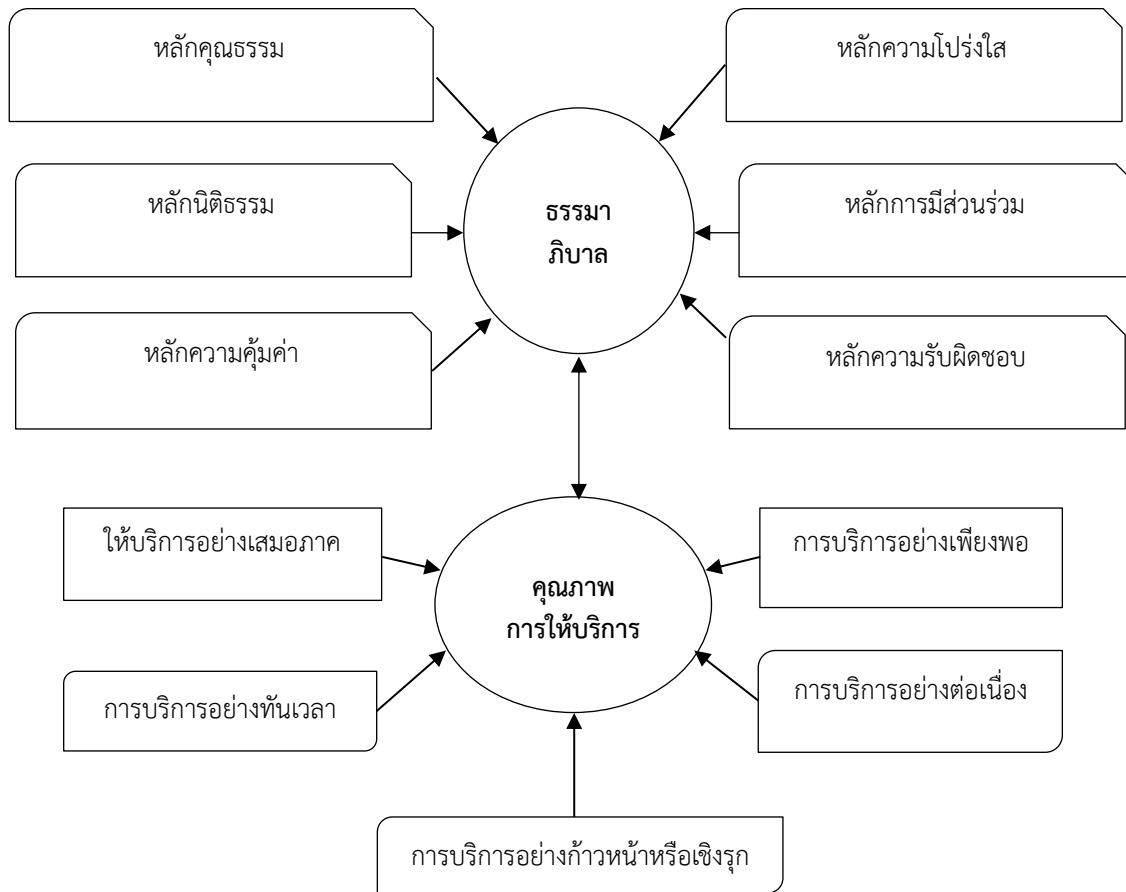 หลักคุณธรรม
หลักความโปร่งใส
หลักนิติธรรม
ธรรมา
ภิบาล
หลักการมีส่วนร่วม
หลักความคุ้มค่า
หลักความรับผิดชอบ
ให้บริการอย่างเสมอภาค
การบริการอย่างเพียงพอ
คุณภาพ
การให้บริการ
การบริการอย่างทันเวลา
การบริการอย่างต่อเนื่อง
การบริการอย่างก้าวหน้าหรือเชิงรุก